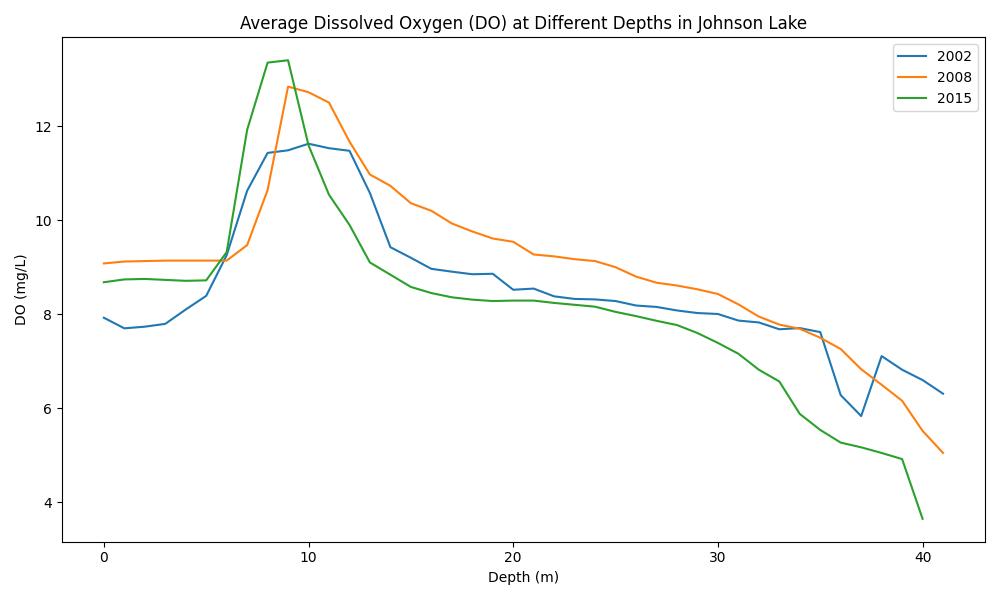 Average Dissolved Oxygen (DO) at Different Depths in Johnson Lake
2002
2008
2015
DO (mg/L)
12
10
8
6
4
0 10 20 30 40
Depth (m)